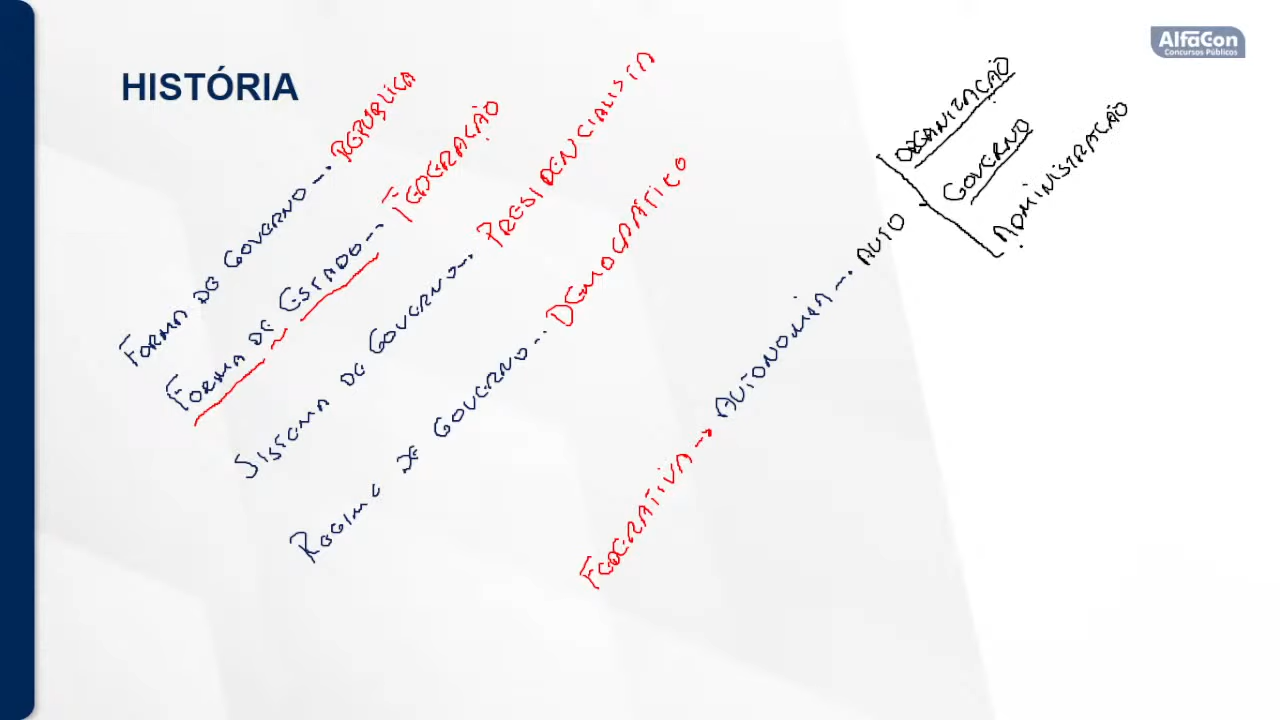 AlfaCon
Concursos Públicos
HISTÓRIA
FORMA DE GOVERNO → REPÚBLICA
FORMA DE ESTADO → FEDERAÇÃO
SISTEMA DE GOVERNO → PRESIDENCIALISTA
REGIME DE GOVERNO → DEMOCRÁTICO
FEDERATIVA → AUTONOMIA → AUTO
ORGANIZAÇÃO
GOVERNO
ADMINISTRAÇÃO